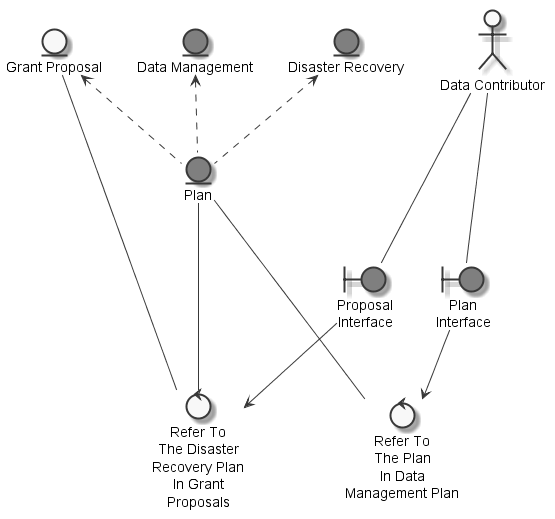 Grant Proposal
Data Management
Disaster Recovery
Data Contributor
Plan
Proposal
Interface
Plan
Interface
Refer To
The Disaster
Recovery Plan
In Grant
Proposals
Refer To
The Plan
In Data
Management Plan